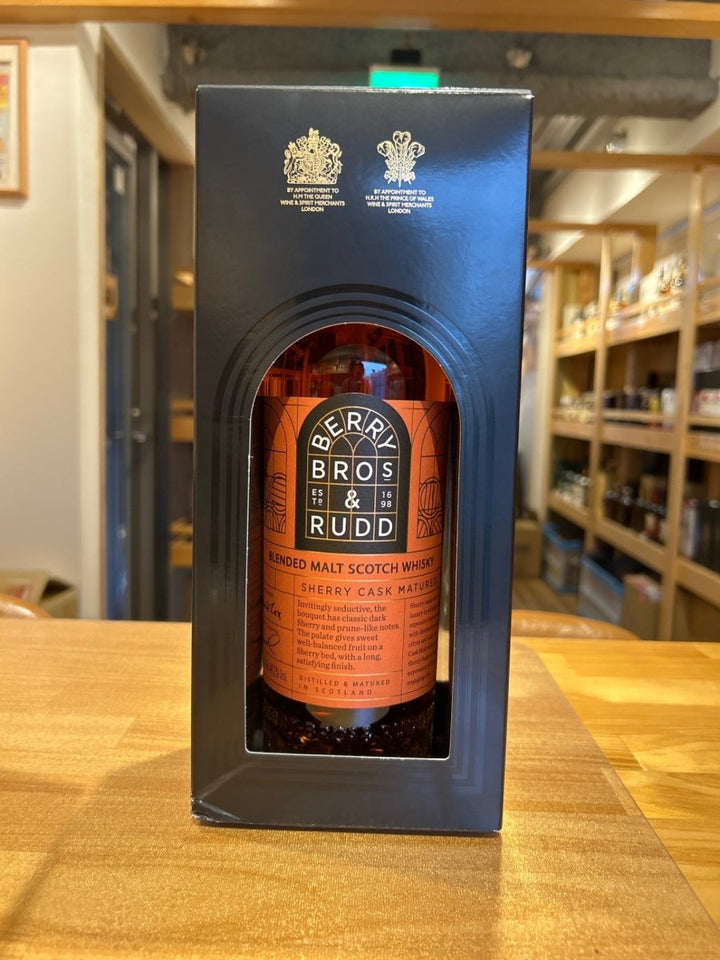 BY APPOINTMENT TO
H.M THE QUEEN
WINE & SPIRIT MERCHANTS
LONDON
BY APPOINTMENT TO
H.R.H THE PRINCE OF WALES
WINE & SPIRIT MERCHANTS
LONDON
BERRY
BROS
ES 16
TD & 98
RUDD
BLENDED MALT SCOTCH WHISKY
SHERRY CASK MATURED
Invitingly seductive, the
bouquet has classic dark
Sherry and prune-like notes.
The palate gives sweet
well-balanced fruit on a
Sherry bed, with a long,
satisfying finish.
DISTILLED & MATURED
IN SCOTLAND.